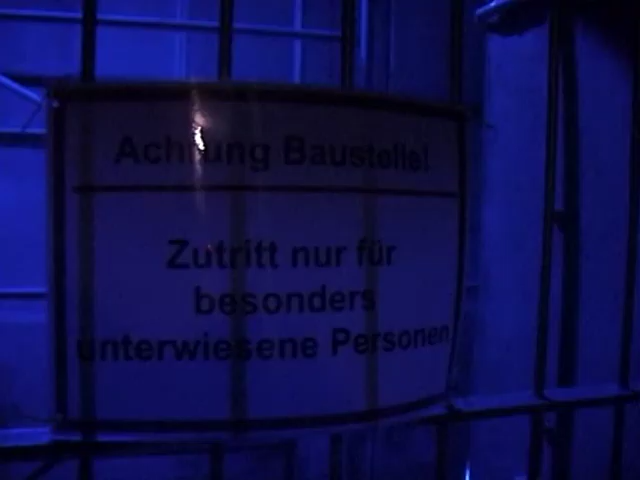 Achtung Baustelle!
Zutritt nur für
besonders
unterwiesene Personen